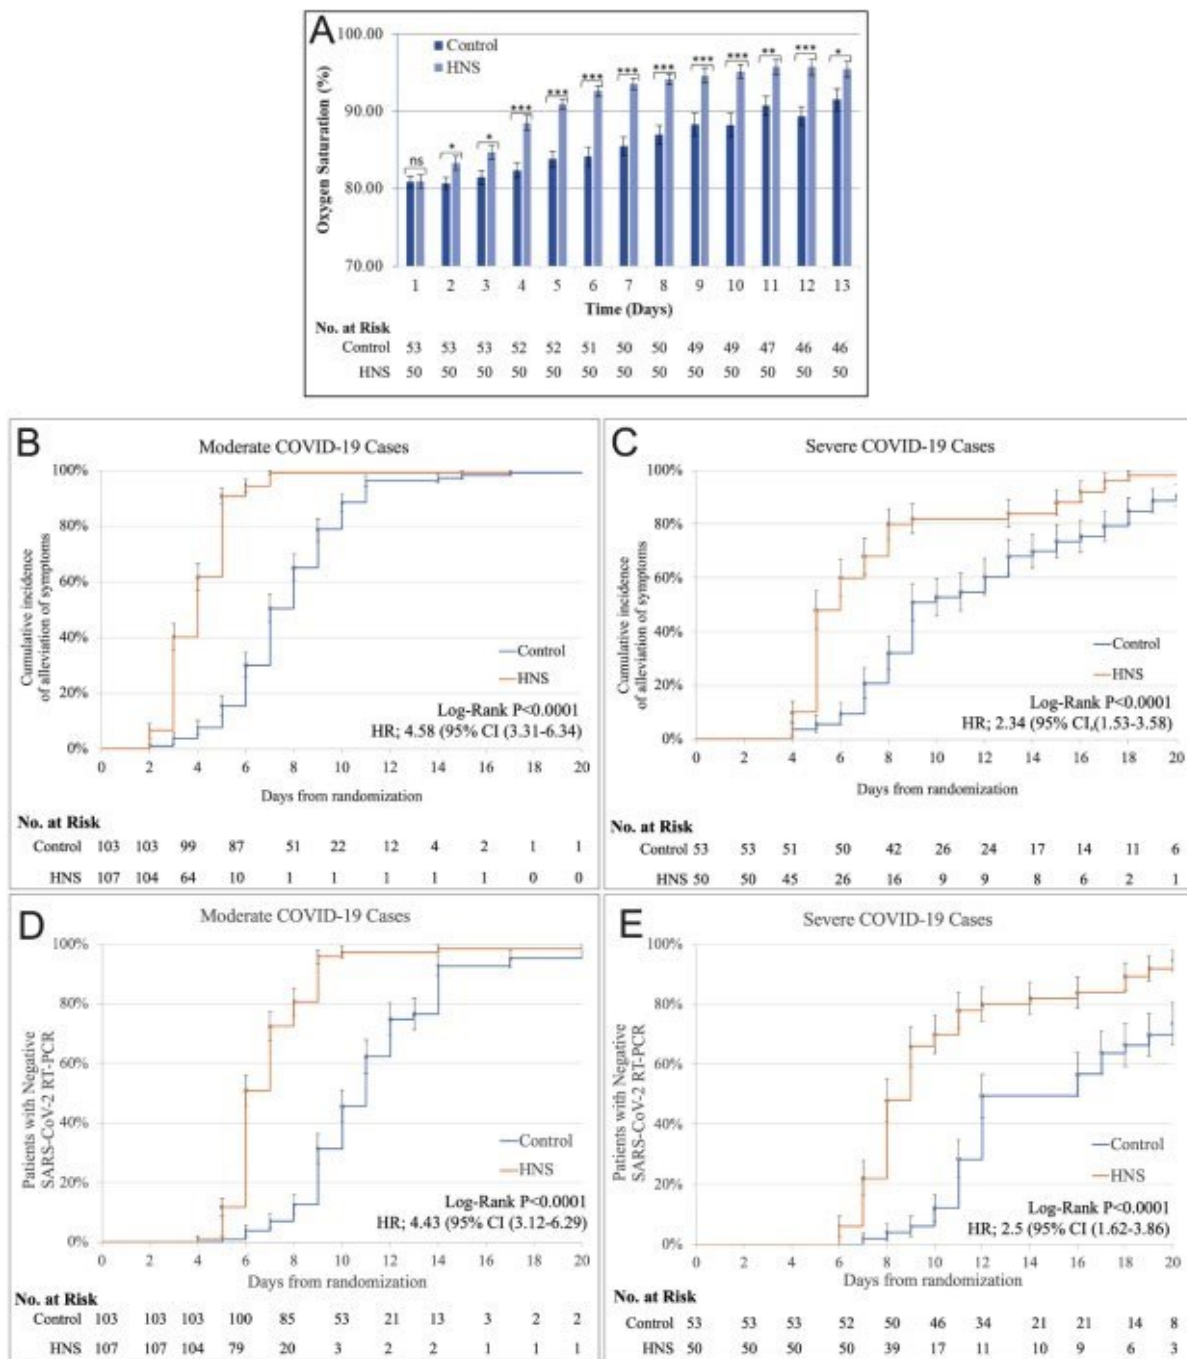 A
100.00
90.00
80.00
70.00
Oxygen Saturation (%)
Control
HNS
ns * * *** *** *** *** *** *** *** ** *** *
1 2 3 4 5 6 7 8 9 10 11 12 13
Time (Days)
No. at Risk
Control 53 53 53 52 52 51 50 50 49 49 47 46 46
HNS 50 50 50 50 50 50 50 50 50 50 50 50 50
B
Moderate COVID-19 Cases
100%
80%
60%
40%
20%
0%
Cumulative incidence
of alleviation of symptoms
Control
HNS
Log-Rank P<0.0001
HR; 4.58 (95% CI (3.31-6.34)
0 2 4 6 8 10 12 14 16 18 20
Days from randomization
No. at Risk
Control 103 103 99 87 51 22 12 4 2 1 1
HNS 107 104 64 10 1 1 1 1 1 0 0
C
Severe COVID-19 Cases
100%
80%
60%
40%
20%
0%
Cumulative incidence
of alleviation of symptoms
Control
HNS
Log-Rank P<0.0001
HR; 2.34 (95% CI,(1.53-3.58)
0 2 4 6 8 10 12 14 16 18 20
Days from randomization
No. at Risk
Control 53 53 51 50 42 26 24 17 14 11 6
HNS 50 50 45 26 16 9 9 8 6 2 1
D
Moderate COVID-19 Cases
100%
80%
60%
40%
20%
0%
Patients with Negative
SARS-CoV-2 RT-PCR
Control
HNS
Log-Rank P<0.0001
HR; 4.43 (95% CI (3.12-6.29)
0 2 4 6 8 10 12 14 16 18 20
Days from randomization
No. at Risk
Control 103 103 103 100 85 53 21 13 3 2 2
HNS 107 107 104 79 20 3 2 2 1 1 1
E
Severe COVID-19 Cases
100%
80%
60%
40%
20%
0%
Patients with Negative
SARS-CoV-2 RT-PCR
Control
HNS
Log-Rank P<0.0001
HR; 2.5 (95% CI (1.62-3.86)
0 2 4 6 8 10 12 14 16 18 20
Days from randomization
No. at Risk
Control 53 53 53 52 50 46 34 21 21 14 8
HNS 50 50 50 50 39 17 11 10 9 6 3